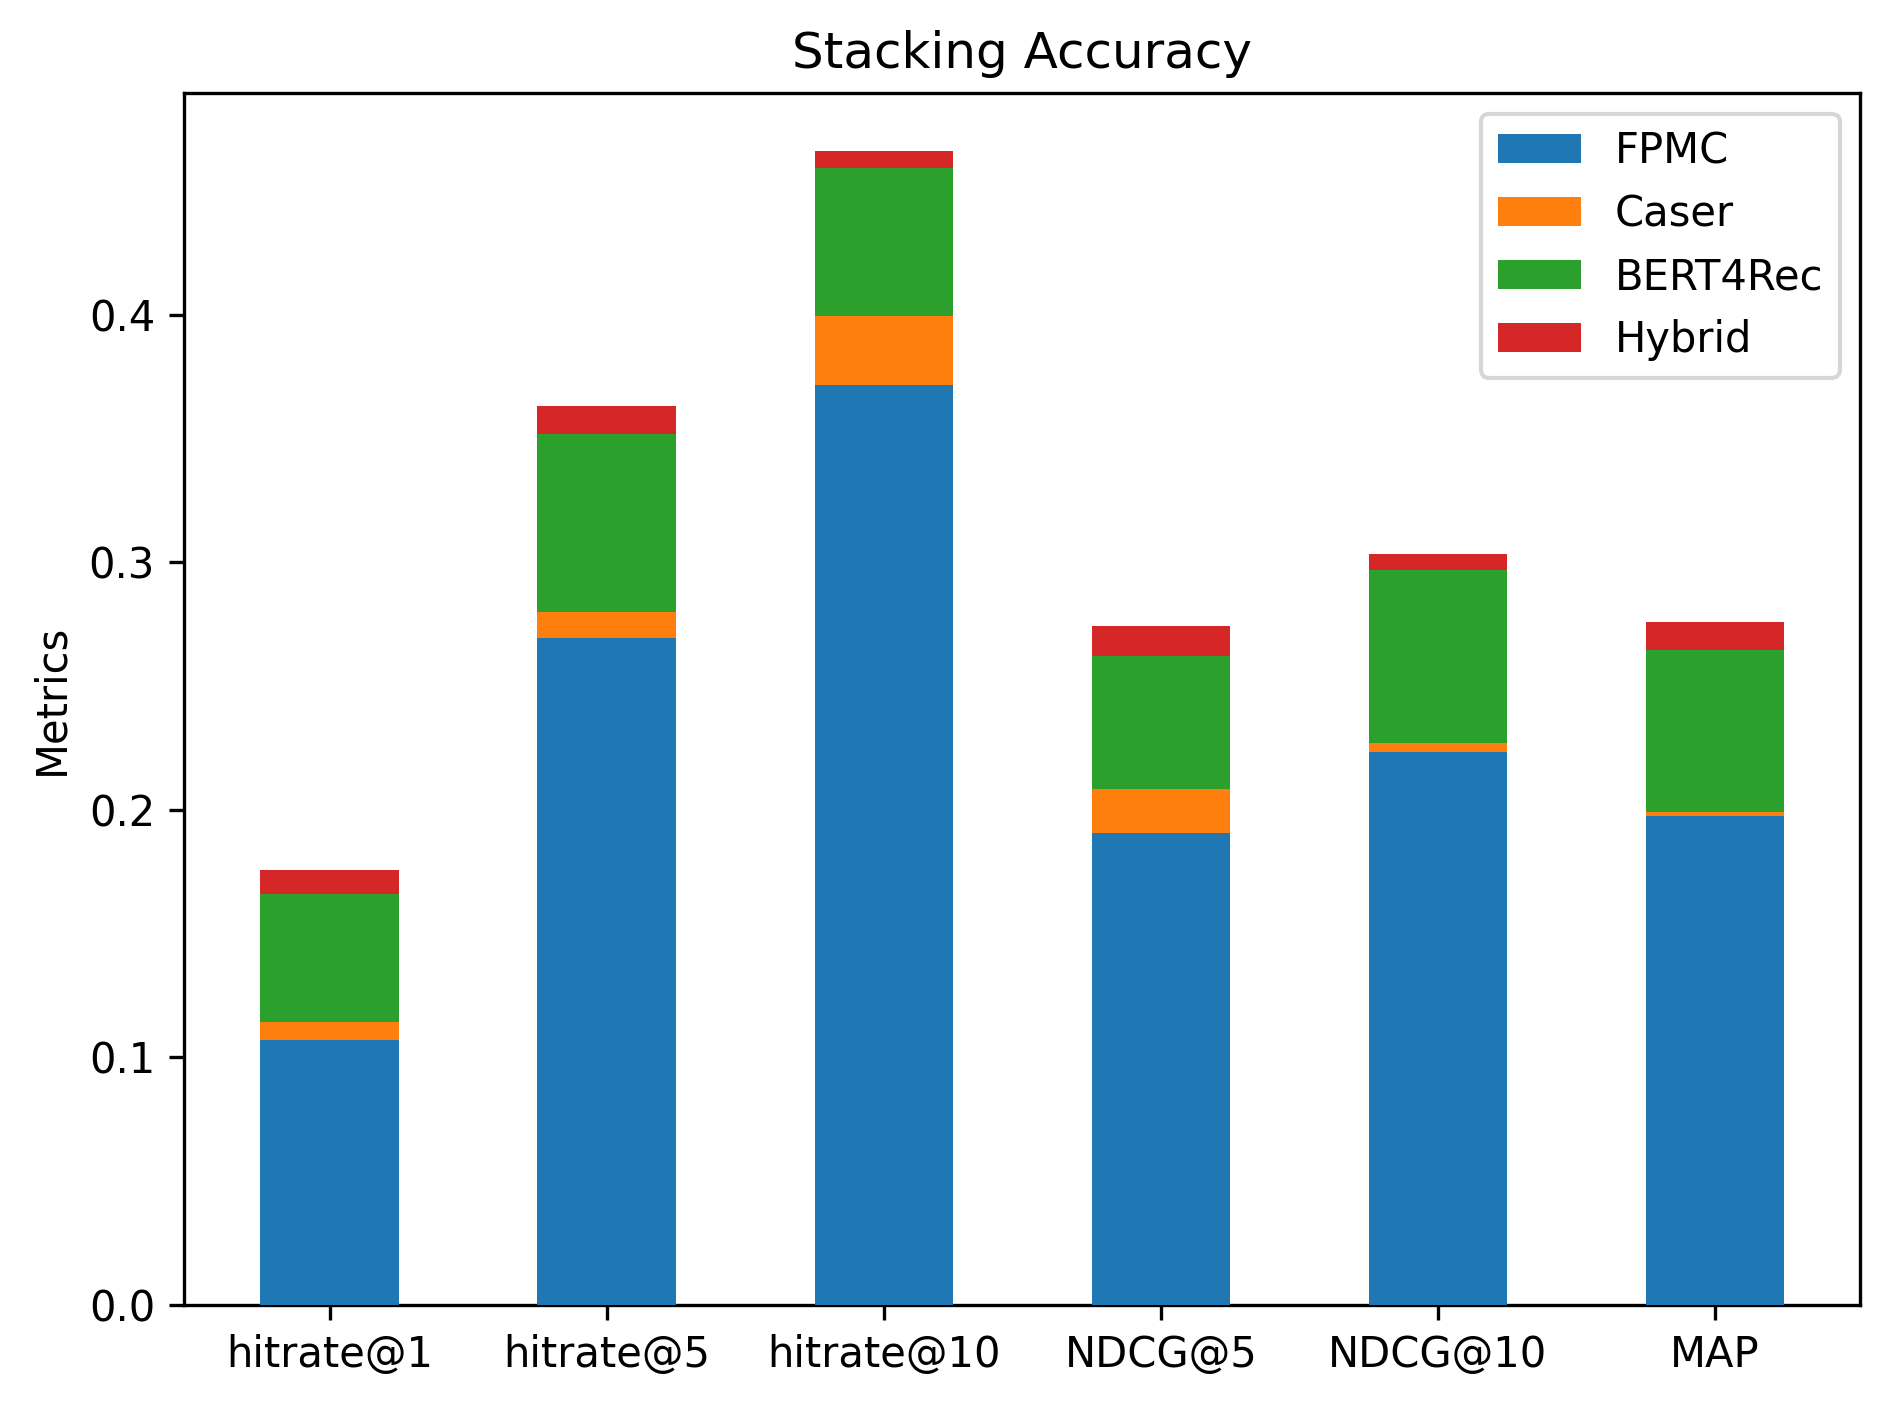 Stacking Accuracy
FPMC
Caser
BERT4Rec
Hybrid
Metrics
0.4
0.3
0.2
0.1
0.0
hitrate@1 hitrate@5 hitrate@10 NDCG@5 NDCG@10 MAP